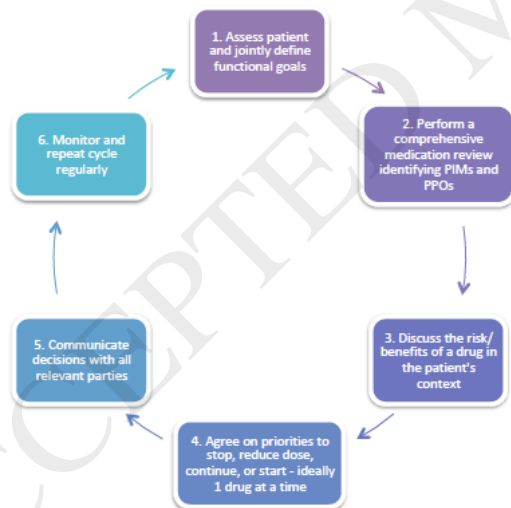 1. Assess patient
and jointly define
functional goals
2. Perform a
comprehensive
medication review
identifying PIMs and
PPOs
3. Discuss the risk/
benefits of a drug in
the patient's
context
4. Agree on priorities to
stop, reduce dose,
continue, or start - ideally
1 drug at a time
5. Communicate
decisions with all
relevant parties
6. Monitor and
repeat cycle
regularly
CCEPTED M